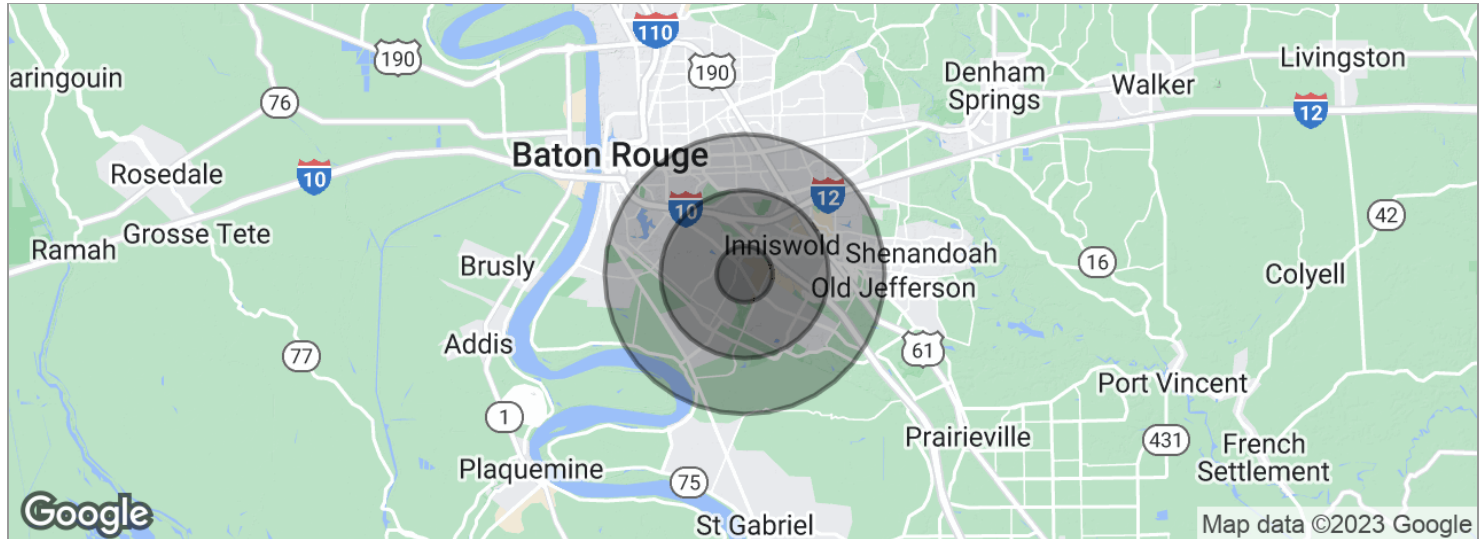 110
190
190
Livingston
aringouin
Denham
Springs
Walker
76
12
Baton Rouge
Rosedale
10
12
10
42
Ramah
Grosse Tete
Inniswold
Shenandoah
Brusly
16
Colyell
Old Jefferson
Addis
77
61
Port Vincent
1
Prairieville
431
French
Settlement
Plaquemine
75
Google
St Gabriel
Map data ©2023 Google